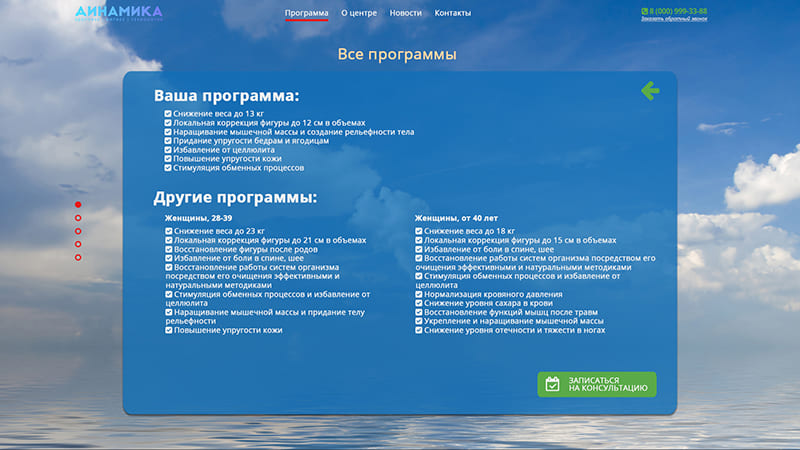 ДИНАМИКА
Программа
О центре
Новости
Контакты
8 (000) 999-33-88
Заказать обратный звонок
Все программы
Ваша программа:
Снижение веса до 13 кг
Локальная коррекция фигуры до 12 см в объемах
Наращивание мышечной массы и создание рельефности тела
Придание упругости бедрам и ягодицам
Избавление от целлюлита
Повышение упругости кожи
Стимуляция обменных процессов
Другие программы:
Женщины, 28-39
Снижение веса до 23 кг
Локальная коррекция фигуры до 21 см в объемах
Восстановление фигуры после родов
Избавление от боли в спине, шее
Восстановление работы систем организма
посредством его очищения эффективными и
натуральными методиками
Стимуляция обменных процессов и избавление от
целлюлита
Наращивание мышечной массы и придание телу
рельефности
Повышение упругости кожи
Женщины, от 40 лет
Снижение веса до 18 кг
Локальная коррекция фигуры до 15 см в объемах
Избавление от боли в спине, шее
Восстановление работы систем организма посредством его
очищения эффективными и натуральными методиками
Стимуляция обменных процессов и избавление от
целлюлита
Нормализация кровяного давления
Снижение уровня сахара в крови
Восстановление функций мышц после травм
Укрепление и наращивание мышечной массы
Снижение уровня отечности и тяжести в ногах
ЗАПИСАТЬСЯ
НА КОНСУЛЬТАЦИЮ